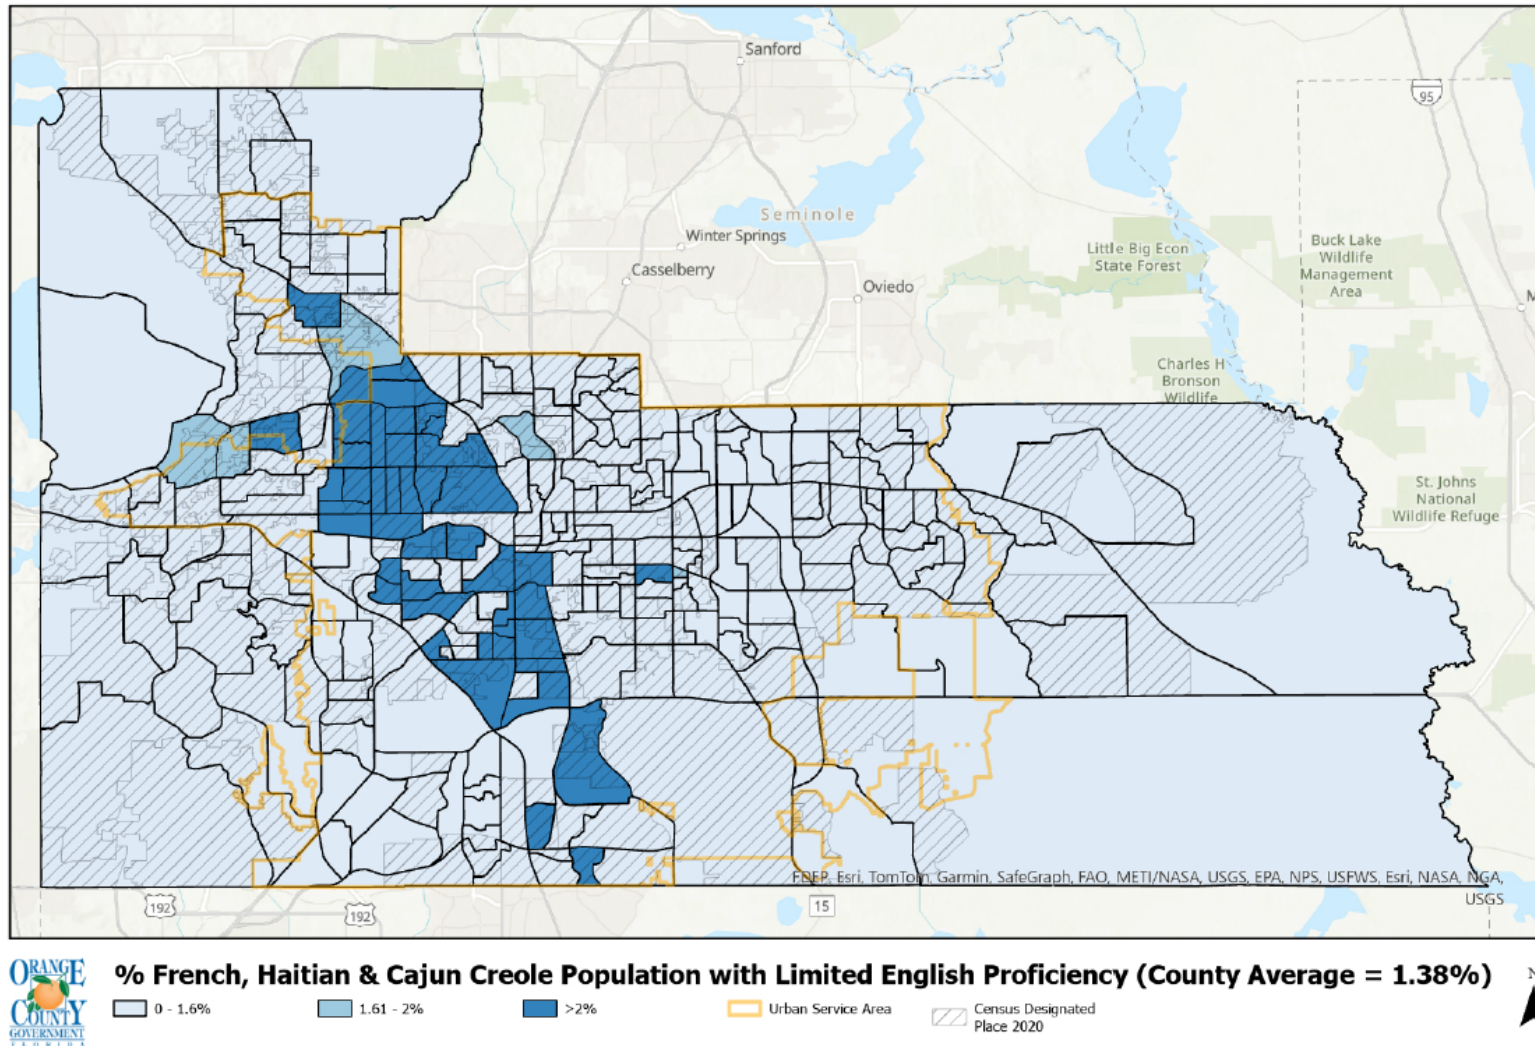 Sanford
95
Seminole
Winter Springs
Casselberry
Oviedo
Little Big Econ
State Forest
Buck Lake
Wildlife
Management
Area
M
Charles H
Bronson
Wildlife
St. Johns
National
Wildlife Refuge
FDEP, Esri, TomTom, Garmin, SafeGraph, FAO, METI/NASA, USGS, EPA, NPS, USFWS, Esri, NASA, NGA,
USGS
192
192
15
ORANGE
COUNTY
GOVERNMENT
FLORIDA
% French, Haitian & Cajun Creole Population with Limited English Proficiency (County Average = 1.38%)
N
0 - 1.6%
1.61 - 2%
>2%
Urban Service Area
Census Designated
Place 2020